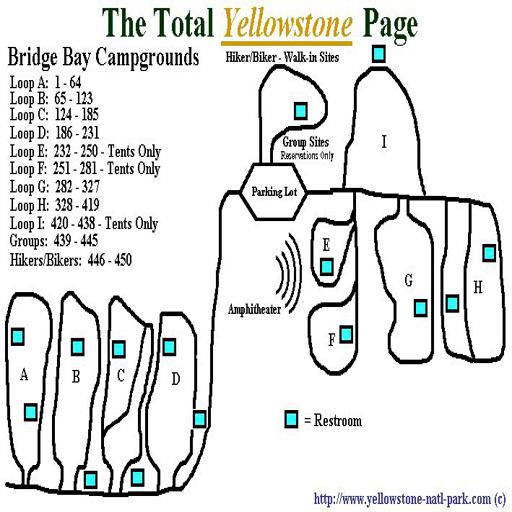 The Total Yellowstone Page
Bridge Bay Campgrounds
Loop A: 1 - 64
Loop B: 65 - 123
Loop C: 124 - 185
Loop D: 186 - 231
Loop E: 232 - 250 - Tents Only
Loop F: 251 - 281 - Tents Only
Loop G: 282 - 327
Loop H: 328 - 419
Loop I: 420 - 438 - Tents Only
Groups: 439 - 445
Hikers/Bikers: 446 - 450
Hiker/Biker - Walk-in Sites
Group Sites
Reservations Only
I
Parking Lot
E
Amphitheater
G
H
F
A
B
C
D
= Restroom
http://www.yellowstone-natl-park.com (c)